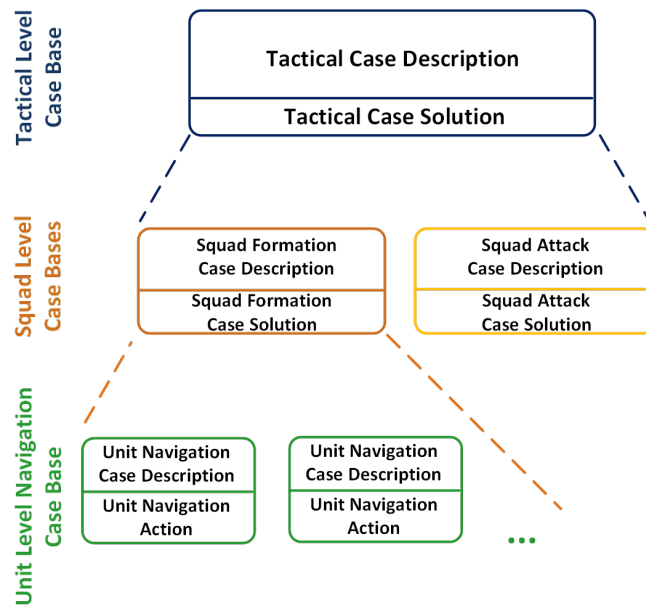 Tactical Level
Case Base
Tactical Case Description
Tactical Case Solution
Squad Level
Case Bases
Squad Formation
Case Description
Squad Formation
Case Solution
Squad Attack
Case Description
Squad Attack
Case Solution
Unit Level Navigation
Case Base
Unit Navigation
Case Description
Unit Navigation
Action
Unit Navigation
Case Description
Unit Navigation
Action
...